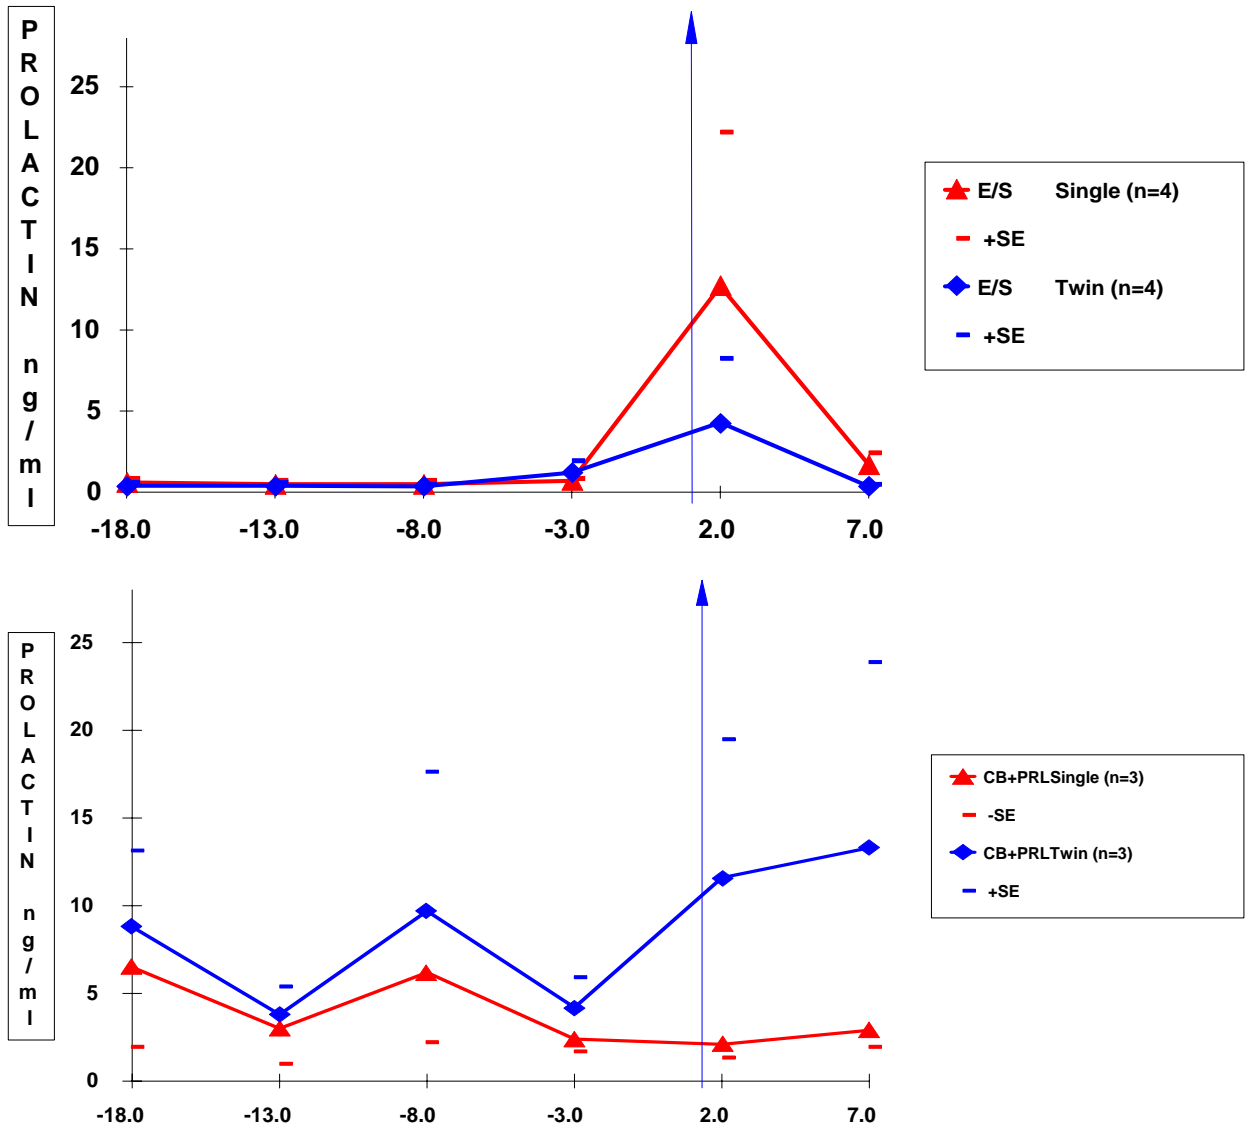 PROLACTIN ng/ml
25
20
15
10
5
0
-18.0 -13.0 -8.0 -3.0 2.0 7.0
E/S Single (n=4)
+SE
E/S Twin (n=4)
+SE
PROLACTIN ng/ml
25
20
15
10
5
0
-18.0 -13.0 -8.0 -3.0 2.0 7.0
CB+PRLSingle (n=3)
-SE
CB+PRLTwin (n=3)
+SE